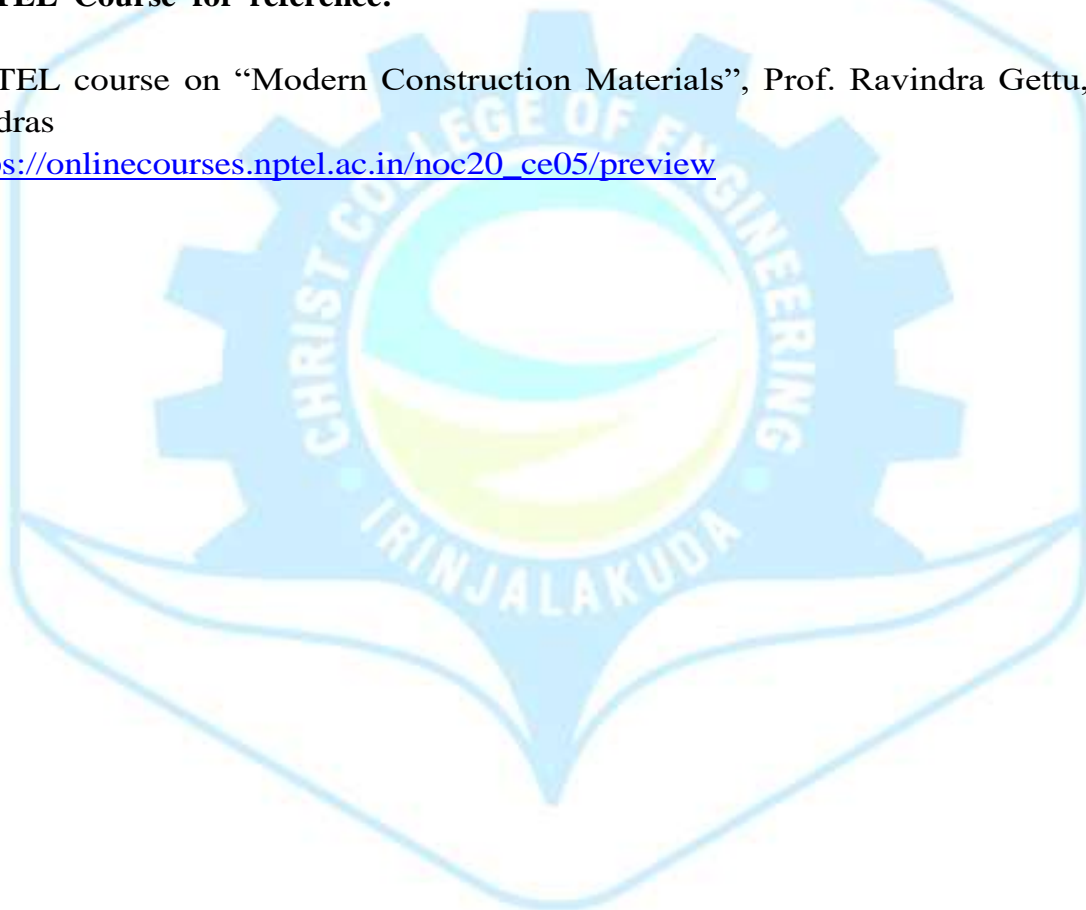 TEL Course for reference:
TEL course on “Modern Construction Materials”, Prof. Ravindra Gettu,
dras
s://onlinecourses.nptel.ac.in/noc20_ce05/preview
CHRIST COLLEGE OF ENGINEERING
IRINJALAKUDA